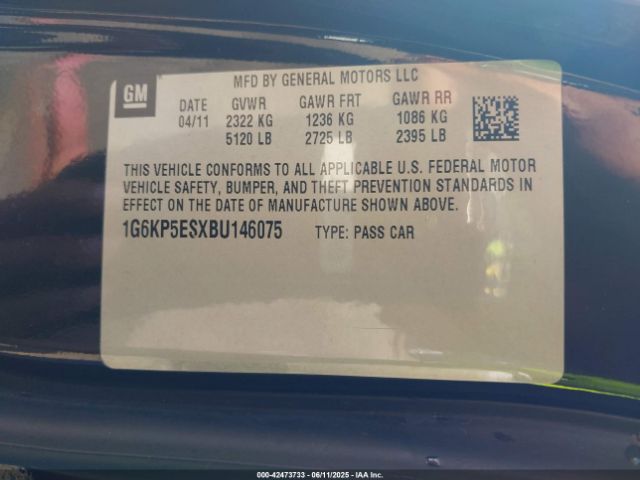 GM
MFD BY GENERAL MOTORS LLC
DATE GVWR GAWR FRT GAWR RR
04/11 2322 KG 1236 KG 1086 KG
5120 LB 2725 LB 2395 LB
THIS VEHICLE CONFORMS TO ALL APPLICABLE U.S. FEDERAL MOTOR
VEHICLE SAFETY, BUMPER, AND THEFT PREVENTION STANDARDS IN
EFFECT ON THE DATE OF MANUFACTURE SHOWN ABOVE.
1G6KP5ESXBU146075 TYPE: PASS CAR
000-42473733 - 06/11/2025 - IAA Inc.